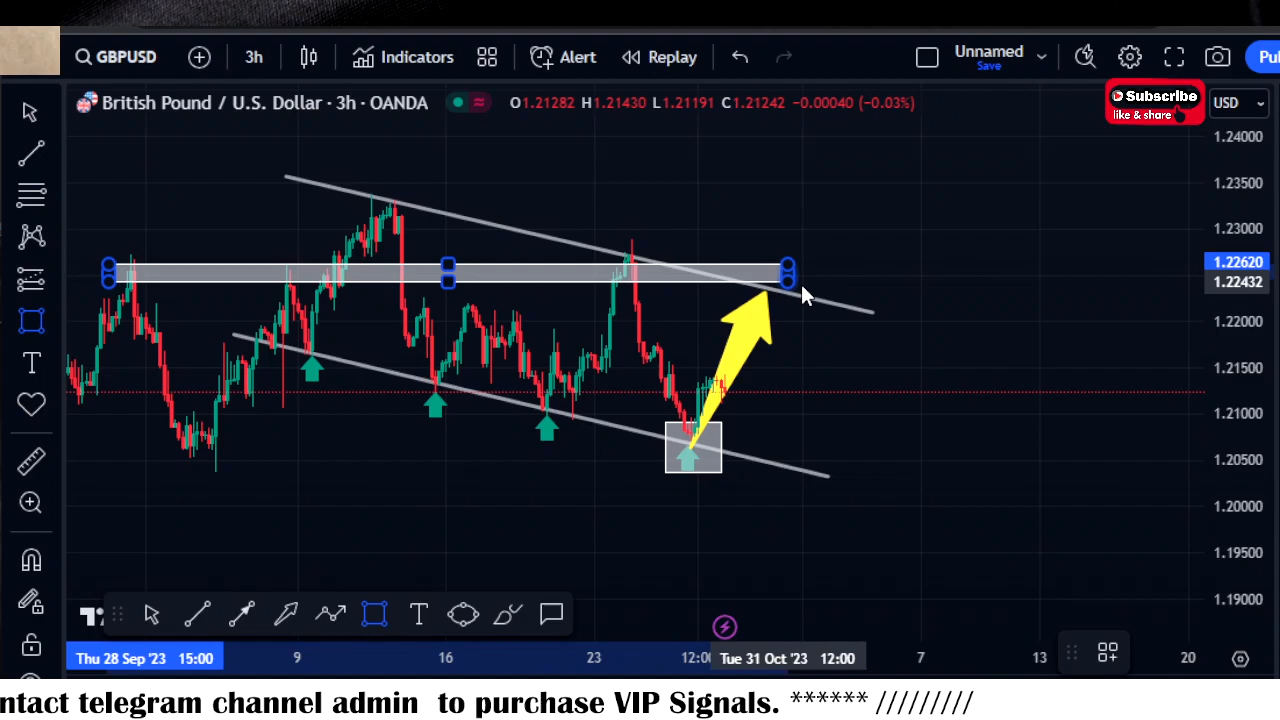 GBPUSD
3h
Indicators
Alert
Replay
Unnamed
Save
Pu
British Pound / U.S. Dollar · 3h · OANDA
O1.21282 H1.21430 L1.21191 C1.21242 −0.00040 (−0.03%)
Subscribe
like & share
USD
1.24000
1.23500
1.23000
1.22620
1.22432
1.22000
1.21500
1.21000
1.20500
1.20000
1.19500
1.19000
T
T
Thu 28 Sep '23 15:00
9
16
23
12:00
Tue 31 Oct '23 12:00
7
13
20
ntact telegram channel admin to purchase VIP Signals. ****** /////////